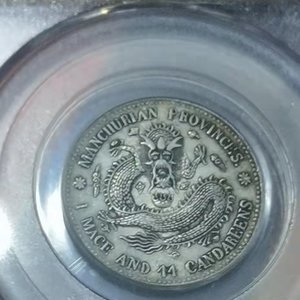 MANCHURIAN PROVINCES
1 MACE AND 44 CANDAREENS